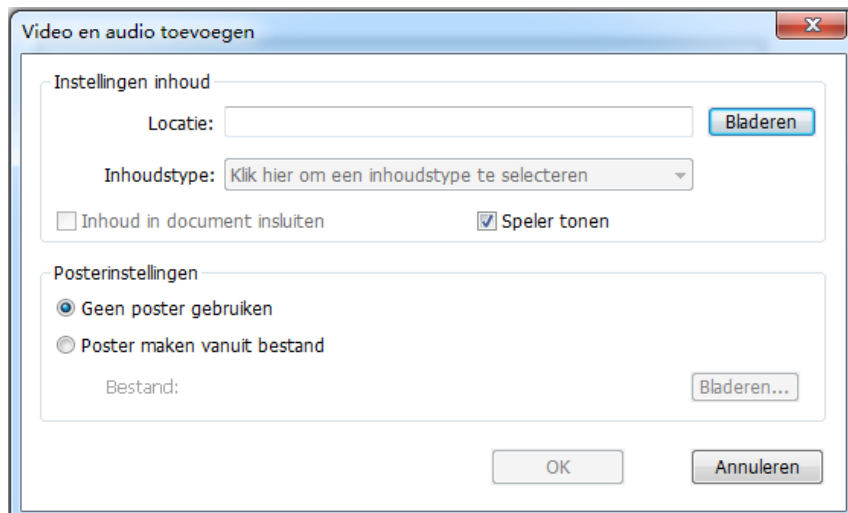 Video en audio toevoegen
Instellingen inhoud
Locatie: Bladeren
Inhoudstype: Klik hier om een inhoudstype te selecteren
Inhoud in document insluiten Speler tonen
Posterinstellingen
Geen poster gebruiken
Poster maken vanuit bestand
Bestand: Bladeren...
OK Annuleren